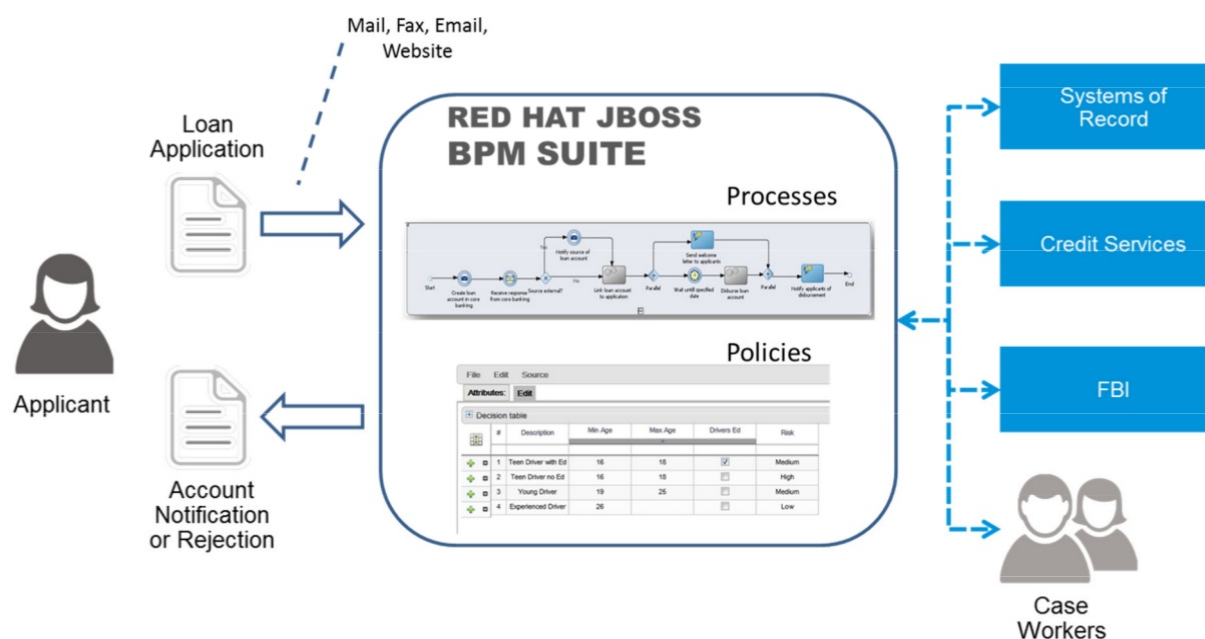 Mail, Fax, Email,
Website
Loan
Application
Applicant
Account
Notification
or Rejection
RED HAT JBOSS
BPM SUITE
Processes
Start
Create loan
account in core
banking
Receive response
from core banking
Source external?
Yes
No
Notify source of
loan account
Link loan account
to application
Parallel
Send welcome
letter to applicants
Wait until specified
date
Disburse loan
account
Parallel
Notify applicants of
disbursement
End
Policies
File Edit Source
Attributes: Edit
Decision table
# Description Min Age Max Age Drivers Ed Risk
1 Teen Driver with Ed 16 18 Medium
2 Teen Driver no Ed 16 18 High
3 Young Driver 19 25 Medium
4 Experienced Driver 26 Low
Systems of
Record
Credit Services
FBI
Case
Workers